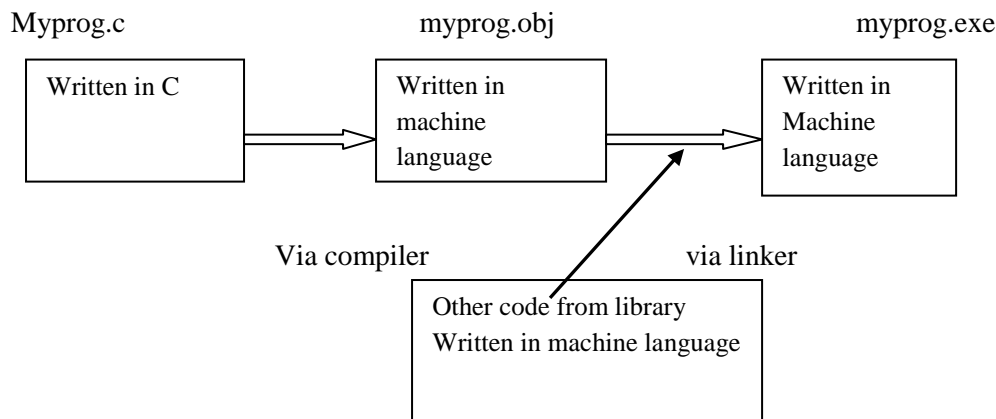 Myprog.c myprog.obj myprog.exe
Written in C
Written in
machine
language
Written in
Machine
language
Via compiler via linker
Other code from library
Written in machine language